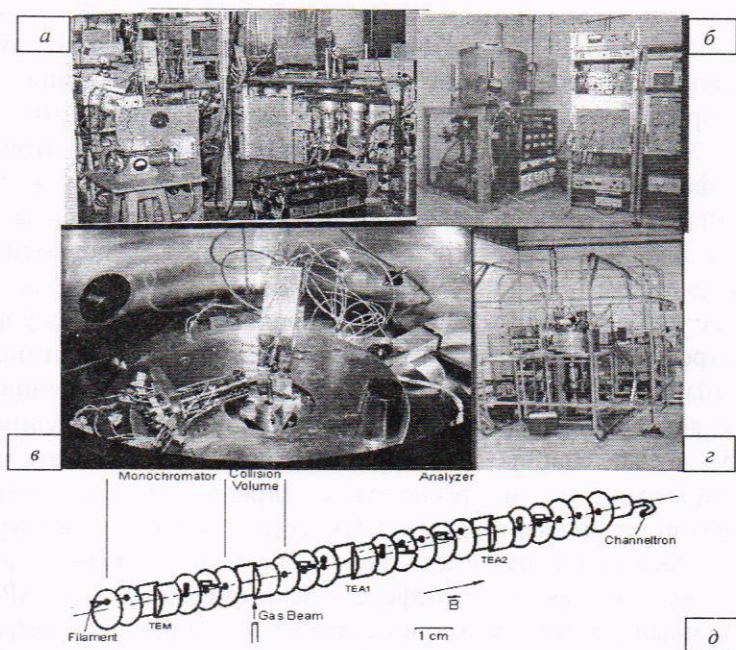 а
б
в
г
Monochromator
Collision
Volume
Analyzer
Channeltron
TEA2
TEA1
B
TEM
Gas Beam
1 cm
Filament
д